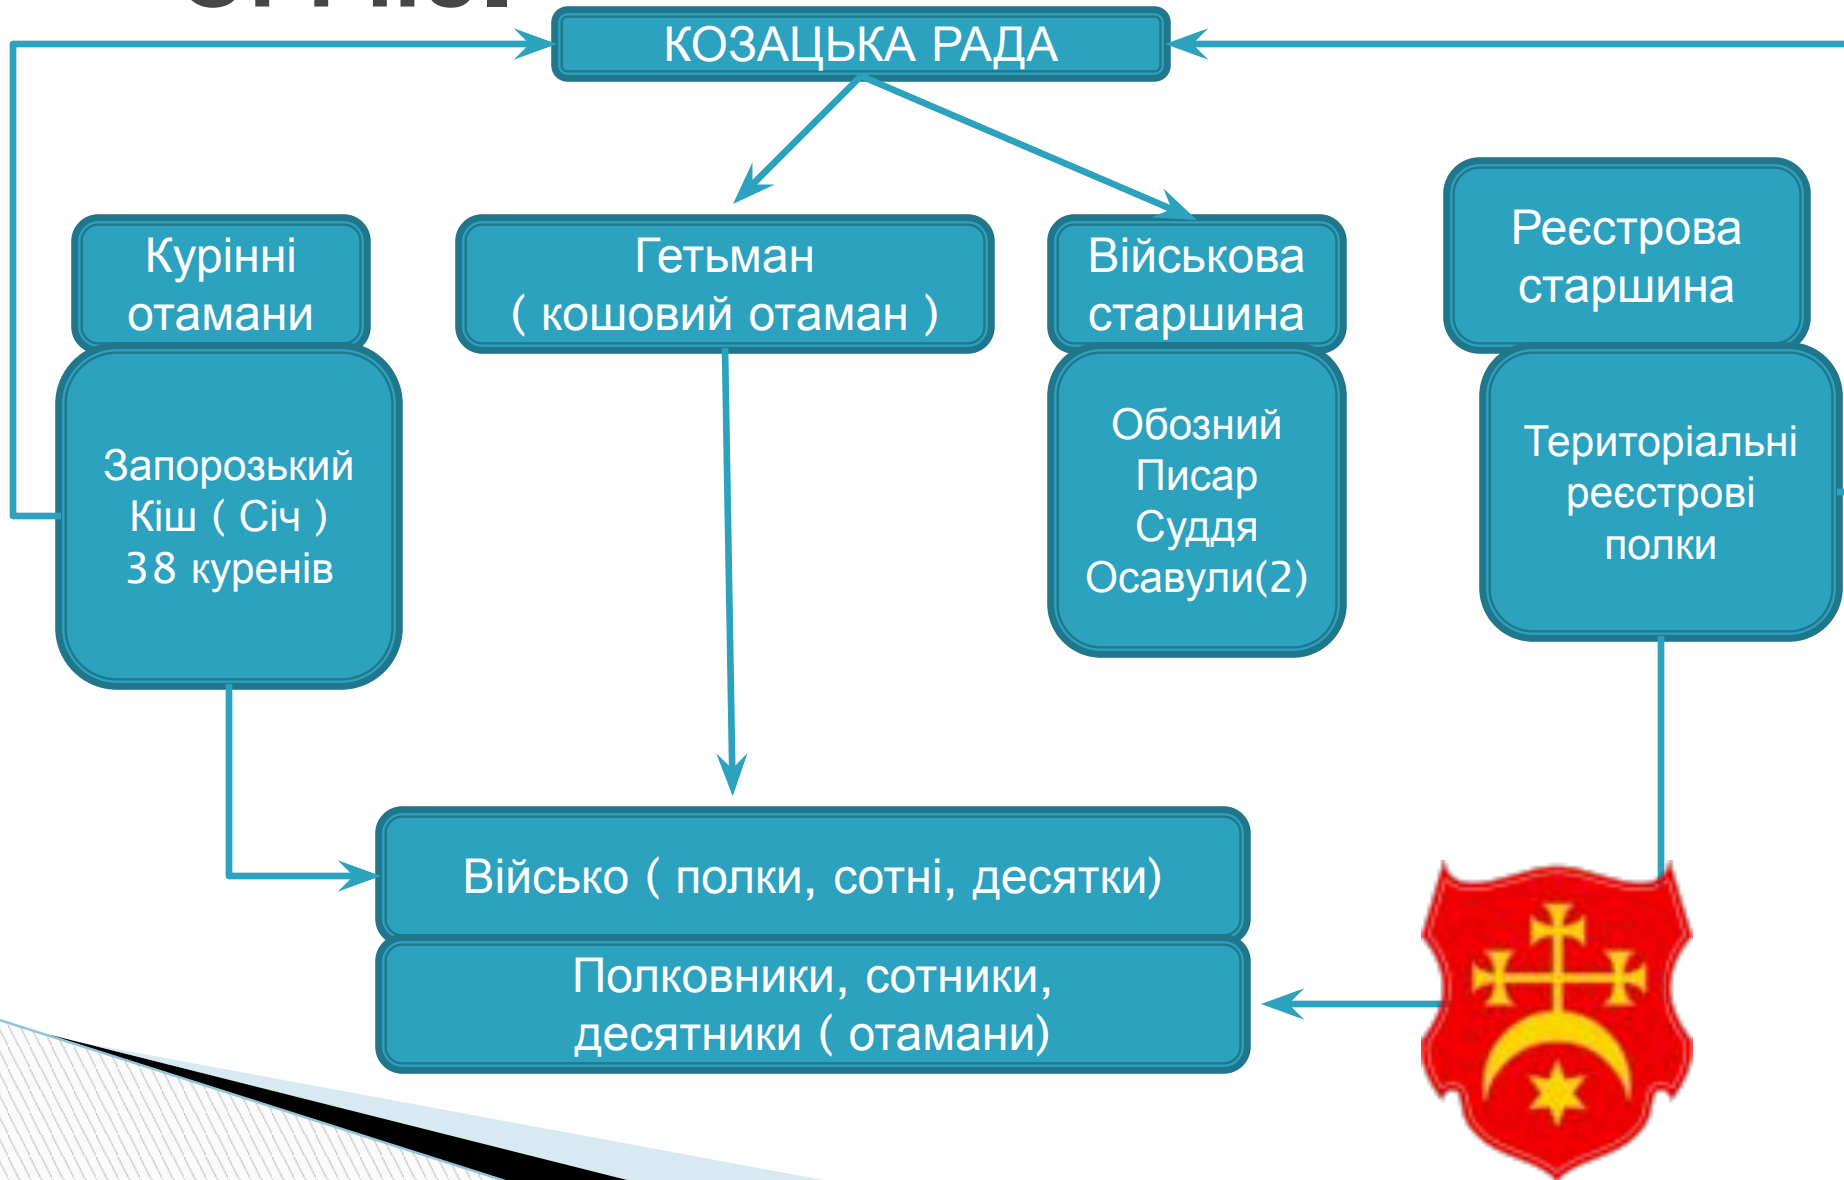 КОЗАЦЬКА РАДА
Курінні
отамани
Запорозький
Кіш ( Січ )
38 куренів
Гетьман
( кошовий отаман )
Військова
старшина
Обозний
Писар
Суддя
Осавули(2)
Реєстрова
старшина
Територіальні
реєстрові
полки
Військо ( полки, сотні, десятки)
Полковники, сотники,
десятники ( отамани)